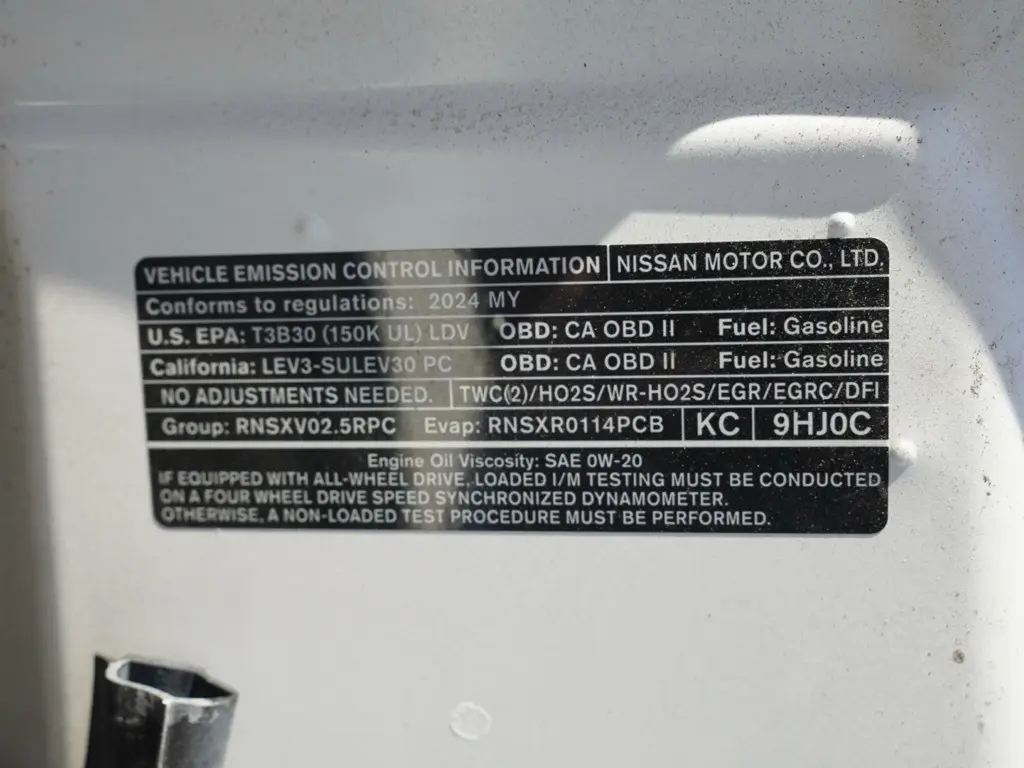 VEHICLE EMISSION CONTROL INFORMATION NISSAN MOTOR CO., LTD.
Conforms to regulations: 2024 MY
U.S. EPA: T3B30 (150K UL) LDV OBD: CA OBD II Fuel: Gasoline
California: LEV3-SULEV30 PC OBD: CA OBD II Fuel: Gasoline
NO ADJUSTMENTS NEEDED. TWC(2)/HO2S/WR-HO2S/EGR/EGRC/DFI
Group: RNSXV02.5RPC Evap: RNSXR0114PCB KC 9HJ0C
Engine Oil Viscosity: SAE 0W-20
IF EQUIPPED WITH ALL-WHEEL DRIVE, LOADED I/M TESTING MUST BE CONDUCTED
ON A FOUR WHEEL DRIVE SPEED SYNCHRONIZED DYNAMOMETER.
OTHERWISE, A NON-LOADED TEST PROCEDURE MUST BE PERFORMED.